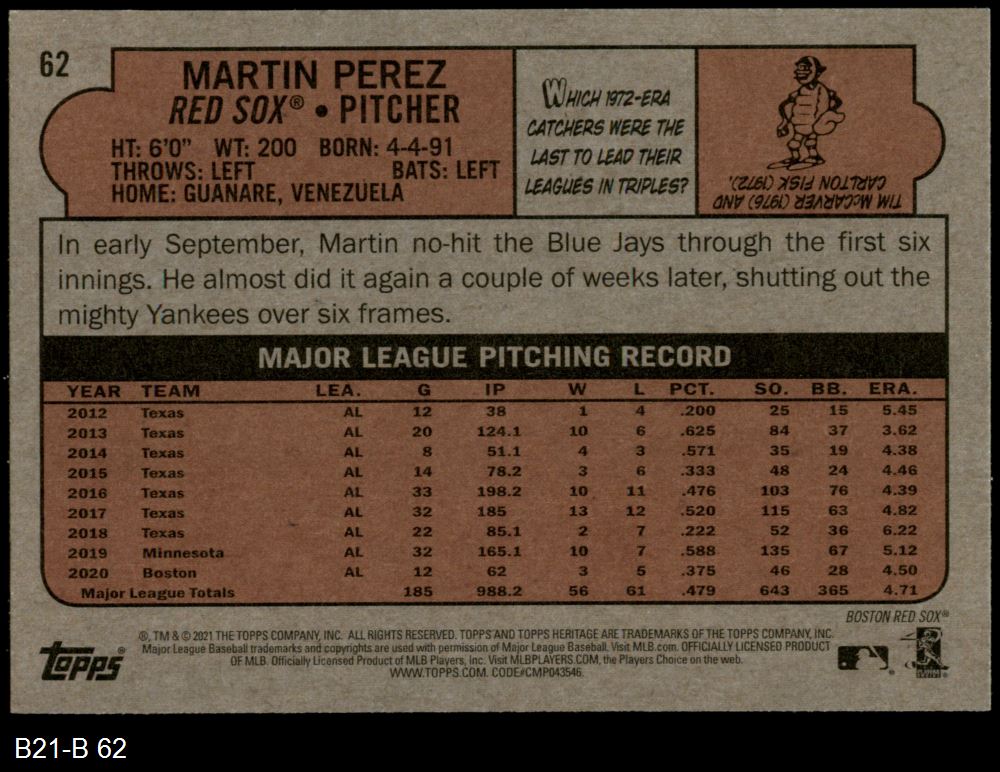 62
MARTIN PEREZ
RED SOX® • PITCHER
HT: 6'0" WT: 200 BORN: 4-4-91
THROWS: LEFT BATS: LEFT
HOME: GUANARE, VENEZUELA
WHICH 1972-ERA
CATCHERS WERE THE
LAST TO LEAD THEIR
LEAGUES IN TRIPLES?
TIM McCARVER (1976) AND
CARLTON FISK (1972).
In early September, Martin no-hit the Blue Jays through the first six
innings. He almost did it again a couple of weeks later, shutting out the
mighty Yankees over six frames.
MAJOR LEAGUE PITCHING RECORD
YEAR TEAM LEA. G IP W L PCT. SO. BB. ERA.
2012 Texas AL 12 38 1 4 .200 25 15 5.45
2013 Texas AL 20 124.1 10 6 .625 84 37 3.62
2014 Texas AL 8 51.1 4 3 .571 35 19 4.38
2015 Texas AL 14 78.2 3 6 .333 48 24 4.46
2016 Texas AL 33 198.2 10 11 .476 103 76 4.39
2017 Texas AL 32 185 13 12 .520 115 63 4.82
2018 Texas AL 22 85.1 2 7 .222 52 36 6.22
2019 Minnesota AL 32 165.1 10 7 .588 135 67 5.12
2020 Boston AL 12 62 3 5 .375 46 28 4.50
Major League Totals 185 988.2 56 61 .479 643 365 4.71
BOSTON RED SOX®
®, TM & © 2021 THE TOPPS COMPANY, INC. ALL RIGHTS RESERVED. TOPPS AND TOPPS HERITAGE ARE TRADEMARKS OF THE TOPPS COMPANY, INC.
Major League Baseball trademarks and copyrights are used with permission of Major League Baseball. Visit MLB.com. OFFICIALLY LICENSED PRODUCT
OF MLB. Officially Licensed Product of MLB Players, Inc. Visit MLBPLAYERS.COM, the Players Choice on the web.
WWW.TOPPS.COM. CODE#CMP043546
topps®
B21-B 62